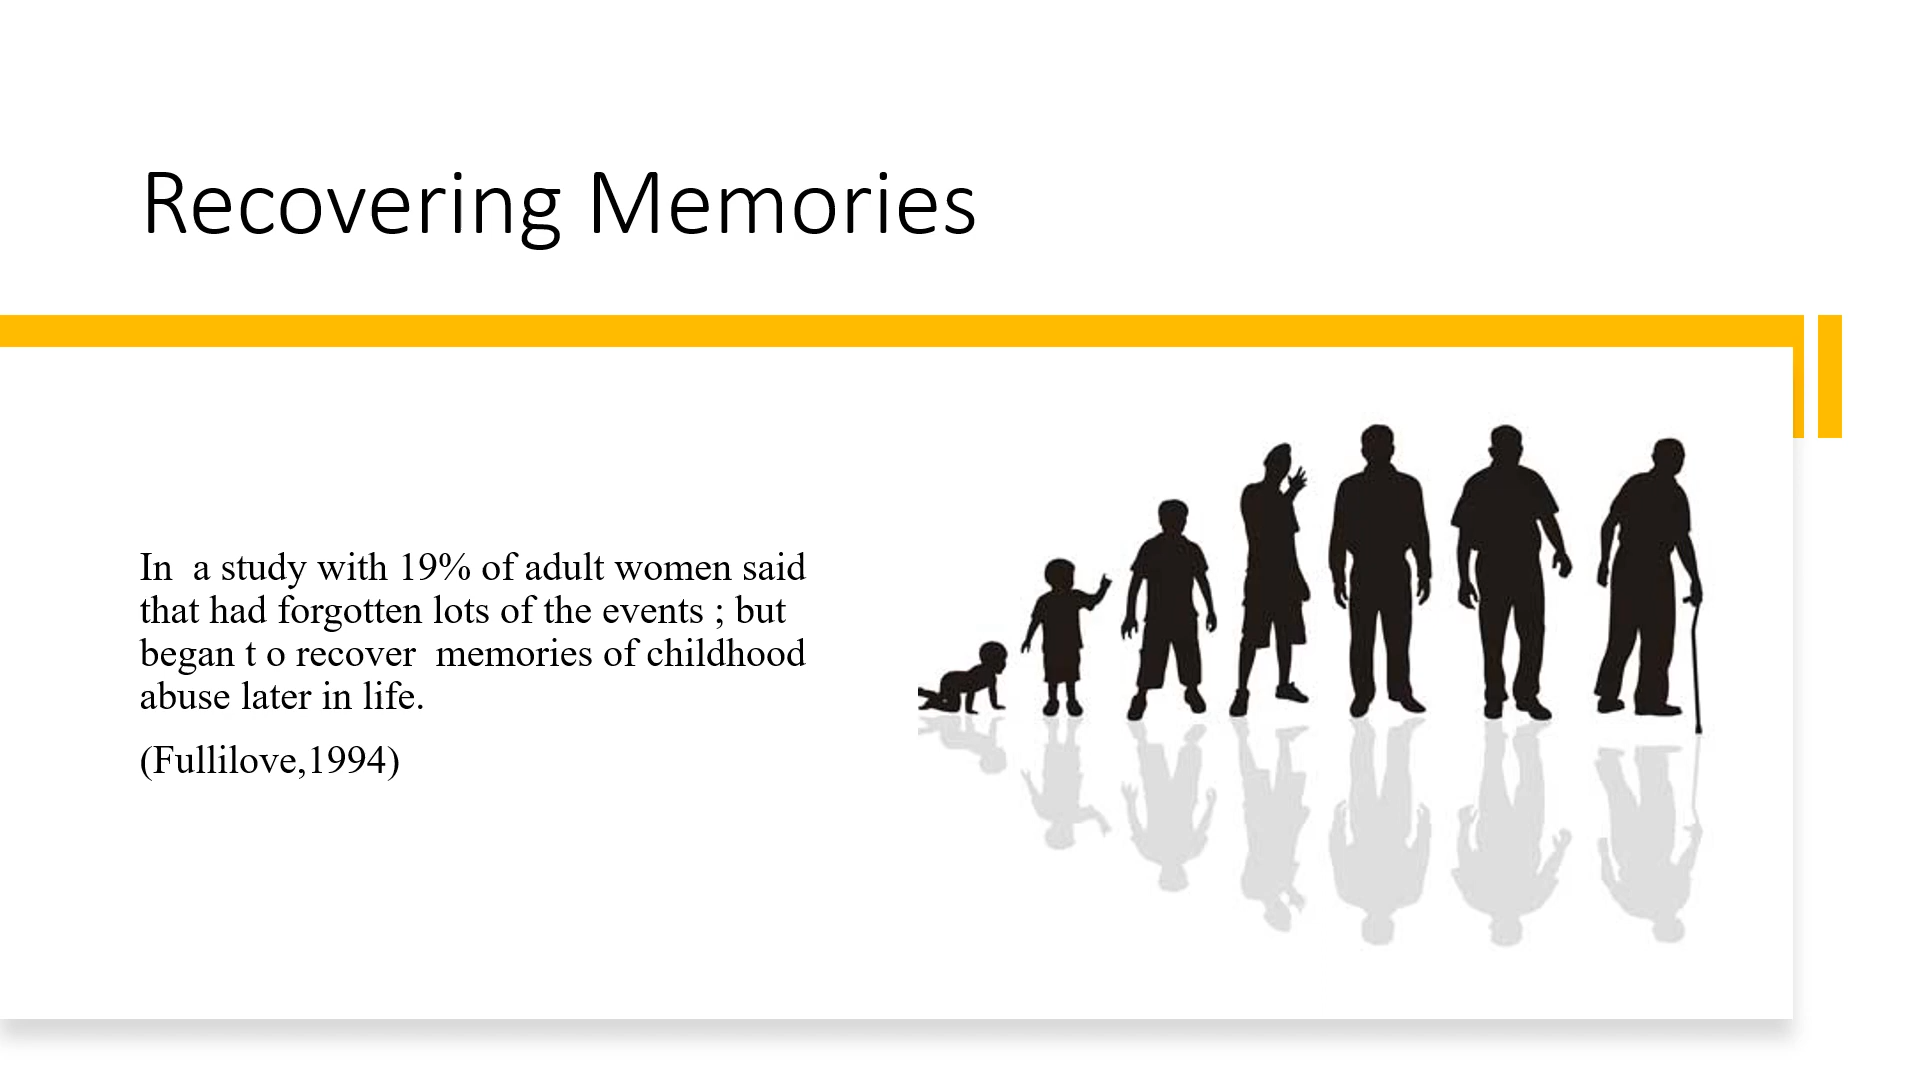 Recovering Memories
In  a study with 19% of adult women said
that had forgotten lots of the events ; but
began t o recover  memories of childhood
abuse later in life.
(Fullilove,1994)